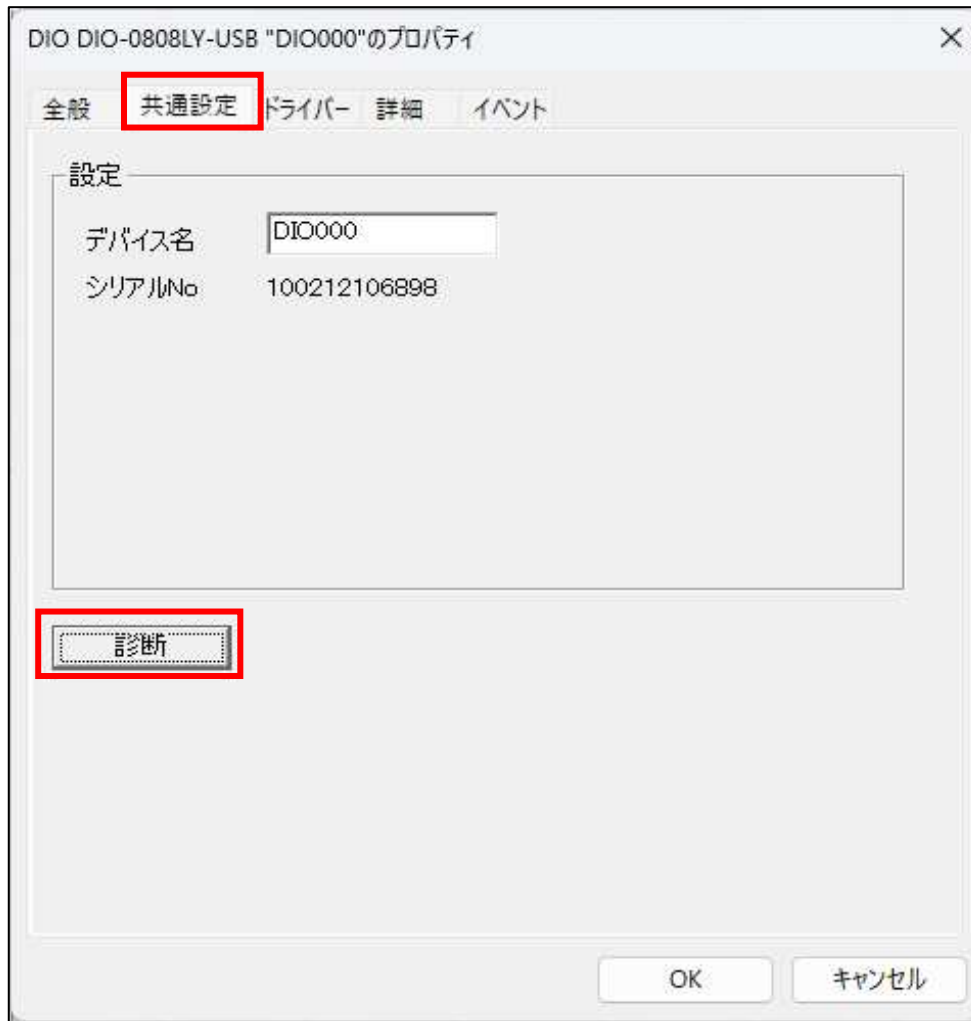 DIO DIO-0808LY-USB "DIO000"のプロパティ
全般 共通設定 ドライバー 詳細 イベント
設定
デバイス名 DIO000
シリアルNo 100212106898
診断
OK キャンセル